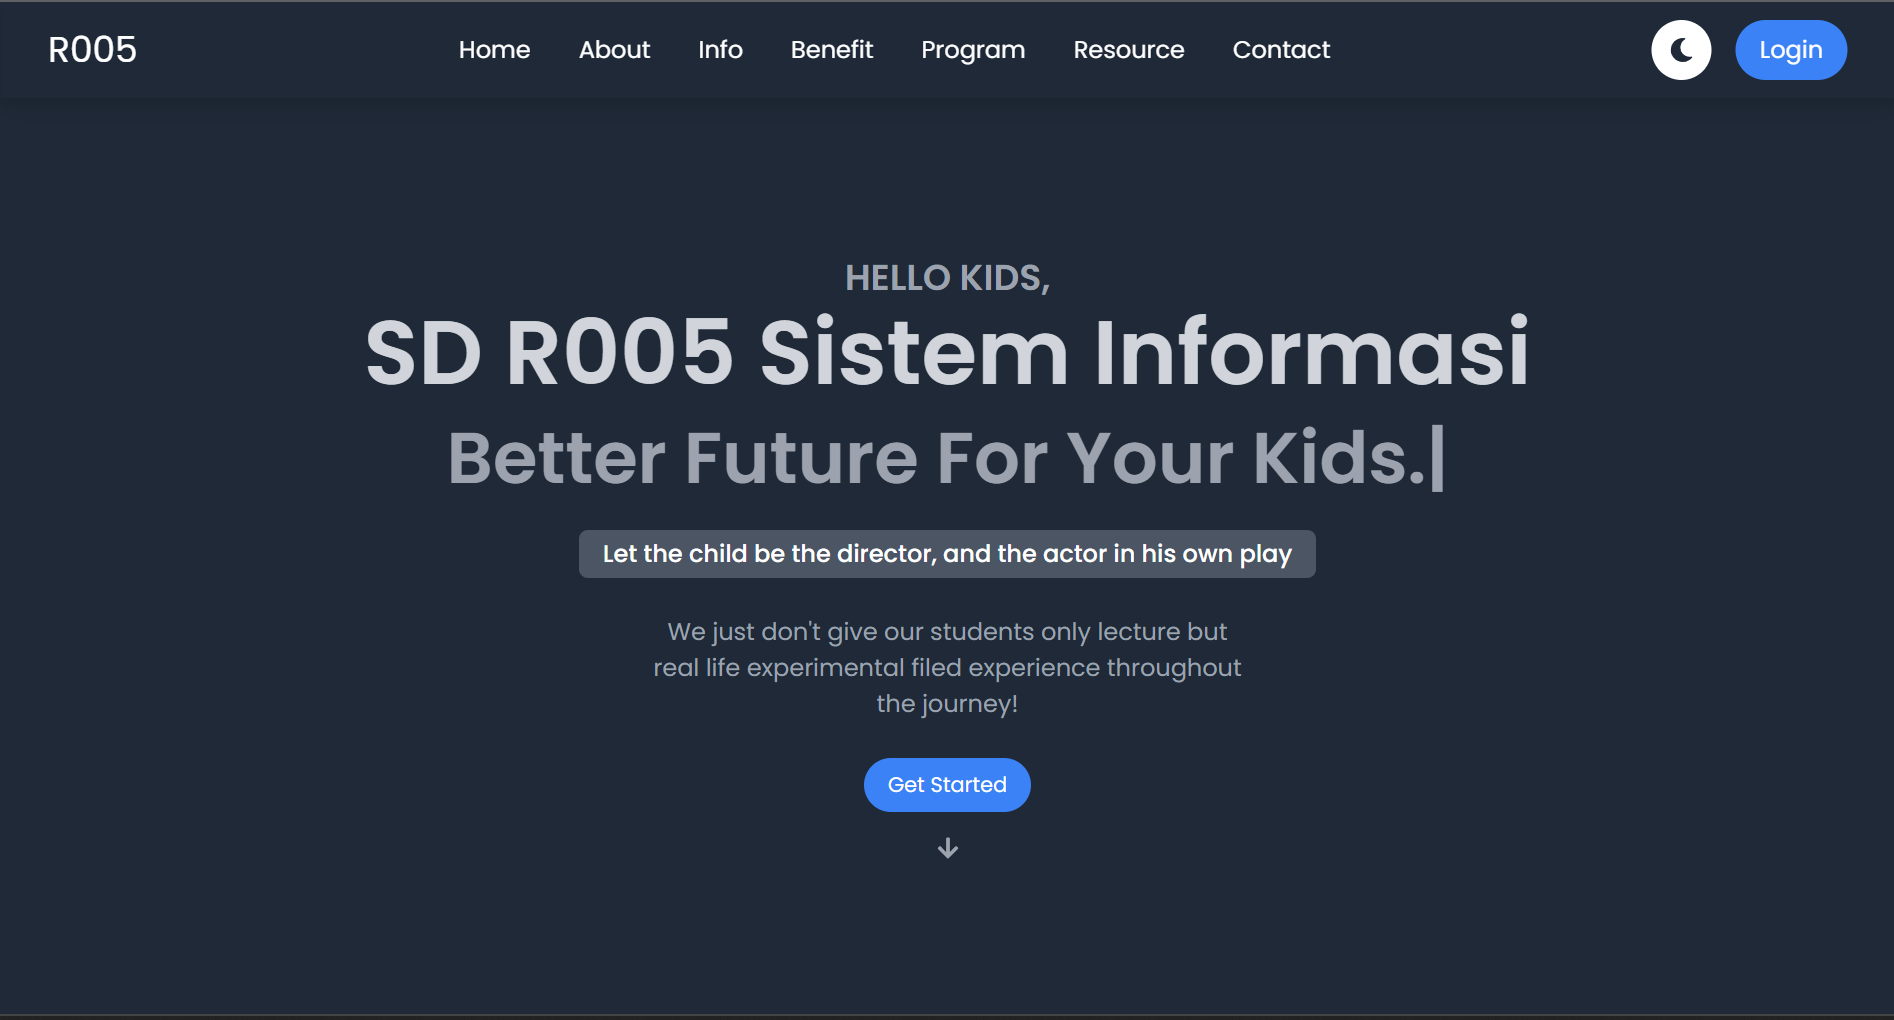 R005
Home About Info Benefit Program Resource Contact
Login
HELLO KIDS,
SD R005 Sistem Informasi
Better Future For Your Kids.|
Let the child be the director, and the actor in his own play
We just don't give our students only lecture but
real life experimental filed experience throughout
the journey!
Get Started